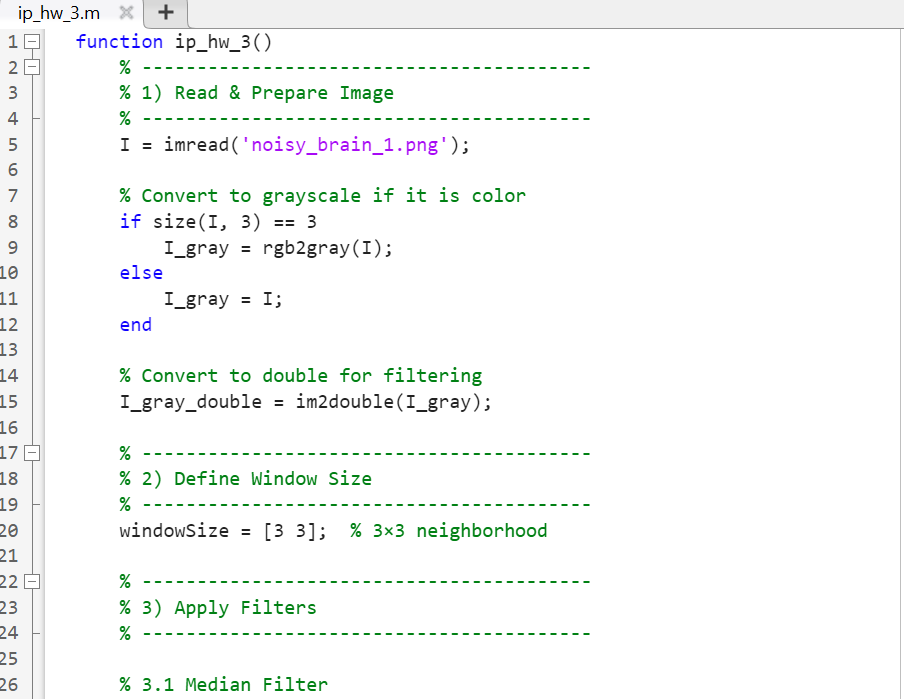 ip_hw_3.m × +
1 function ip_hw_3()
2 % -----------------------------------------
3 % 1) Read & Prepare Image
4 % -----------------------------------------
5 I = imread('noisy_brain_1.png');
6
7 % Convert to grayscale if it is color
8 if size(I, 3) == 3
9 I_gray = rgb2gray(I);
10 else
11 I_gray = I;
12 end
13
14 % Convert to double for filtering
15 I_gray_double = im2double(I_gray);
16
17 % -----------------------------------------
18 % 2) Define Window Size
19 % -----------------------------------------
20 windowSize = [3 3];  % 3×3 neighborhood
21
22 % -----------------------------------------
23 % 3) Apply Filters
24 % -----------------------------------------
25
26 % 3.1 Median Filter